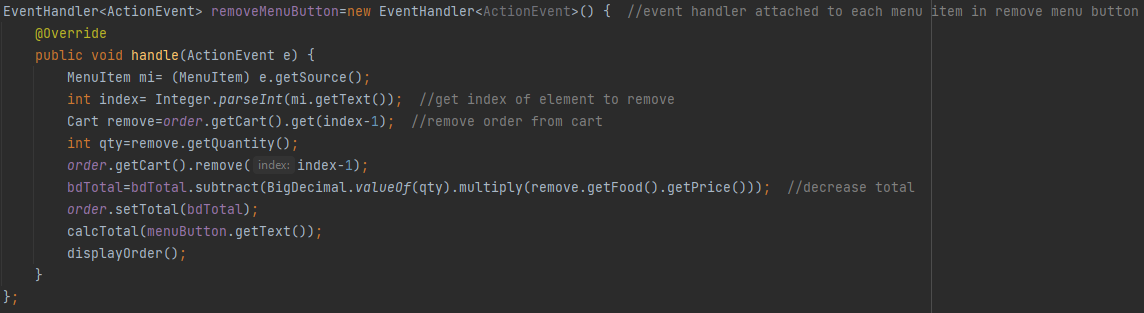 EventHandler<ActionEvent> removeMenuButton=new EventHandler<ActionEvent>() {  //event handler attached to each menu item in remove menu button
    @Override
    public void handle(ActionEvent e) {
        MenuItem mi= (MenuItem) e.getSource();
        int index= Integer.parseInt(mi.getText());  //get index of element to remove
        Cart remove=order.getCart().get(index-1);  //remove order from cart
        int qty=remove.getQuantity();
        order.getCart().remove( index: index-1);
        bdTotal=bdTotal.subtract(BigDecimal.valueOf(qty).multiply(remove.getFood().getPrice()));  //decrease total
        order.setTotal(bdTotal);
        calcTotal(menuButton.getText());
        displayOrder();
    }
};